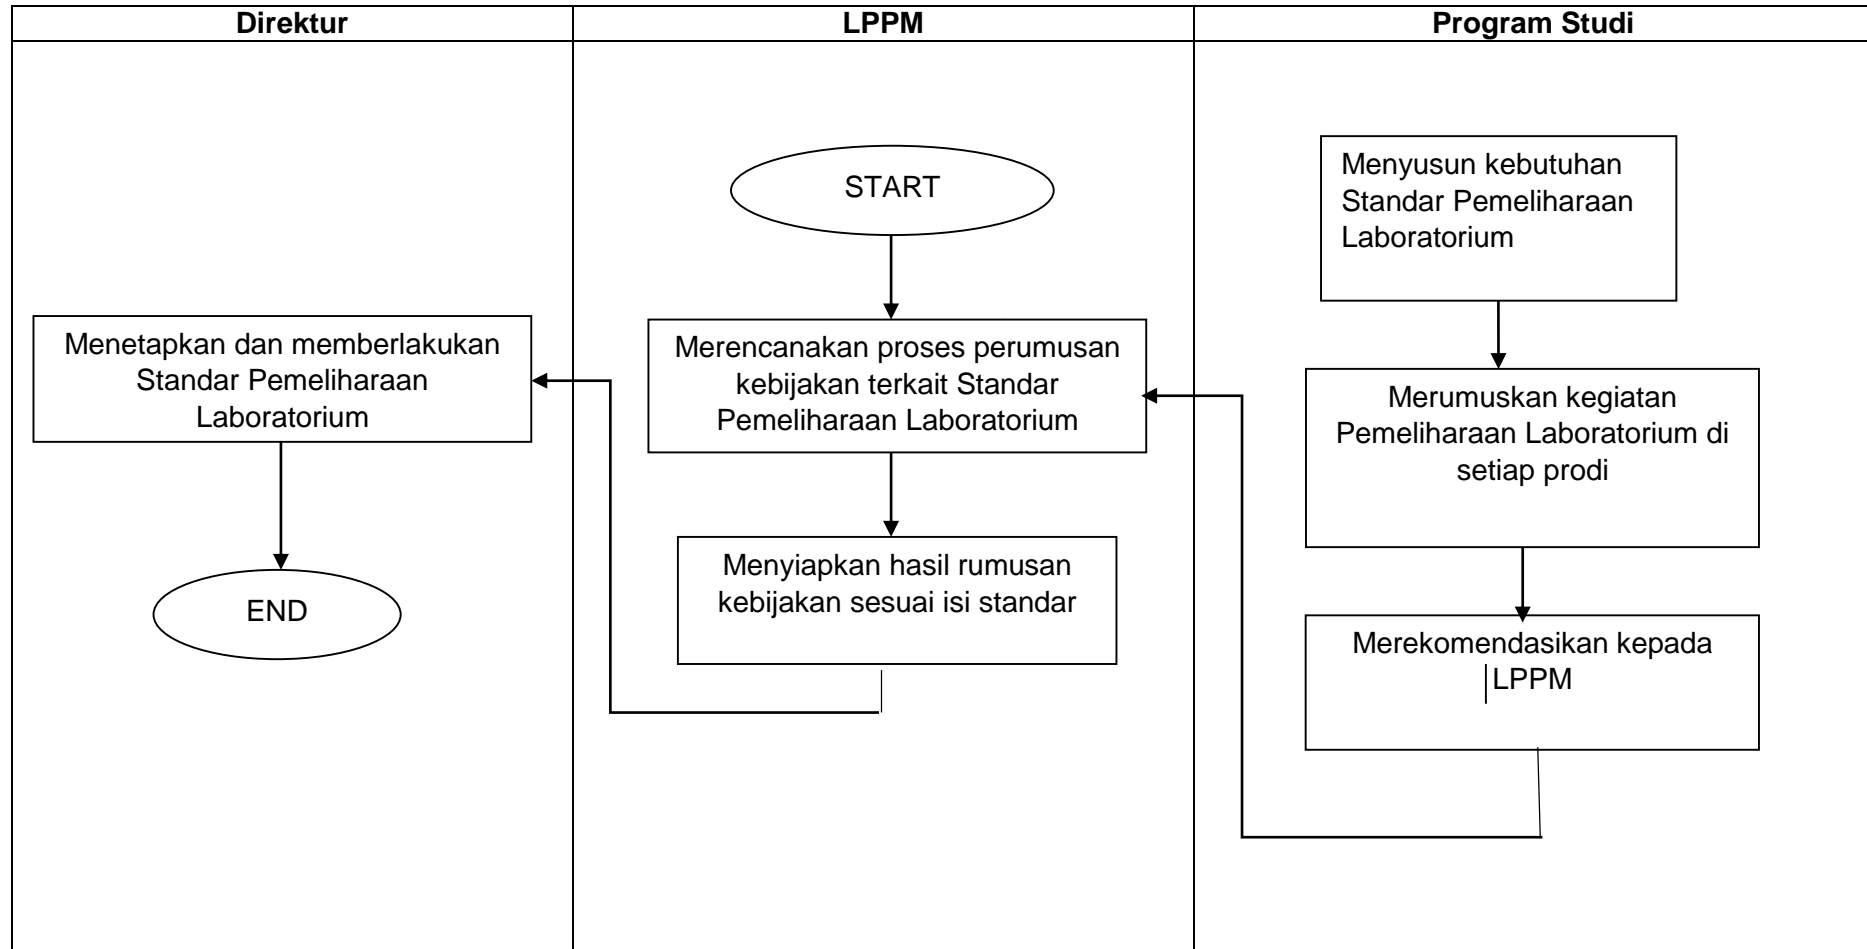 Direktur
LPPM
Program Studi
Menetapkan dan memberlakukan
Standar Pemeliharaan
Laboratorium
END
START
Merencanakan proses perumusan
kebijakan terkait Standar
Pemeliharaan Laboratorium
Menyiapkan hasil rumusan
kebijakan sesuai isi standar
Menyusun kebutuhan
Standar Pemeliharaan
Laboratorium
Merumuskan kegiatan
Pemeliharaan Laboratorium di
setiap prodi
Merekomendasikan kepada
LPPM